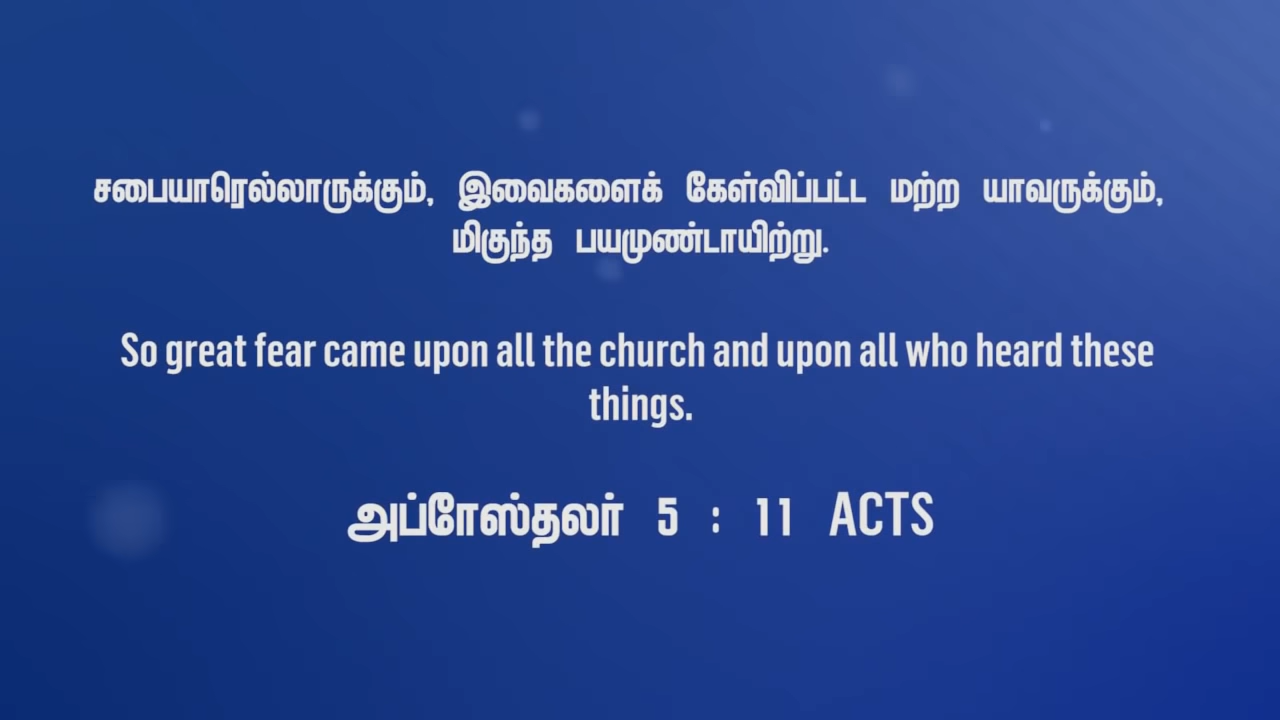 சபையாரெல்லாருக்கும், இவைகளைக் கேள்விப்பட்ட மற்ற யாவருக்கும்,
மிகுந்த பயமுண்டாயிற்று.
So great fear came upon all the church and upon all who heard these
things.
அப்ரேஸ்தலர் 5 : 11 ACTS